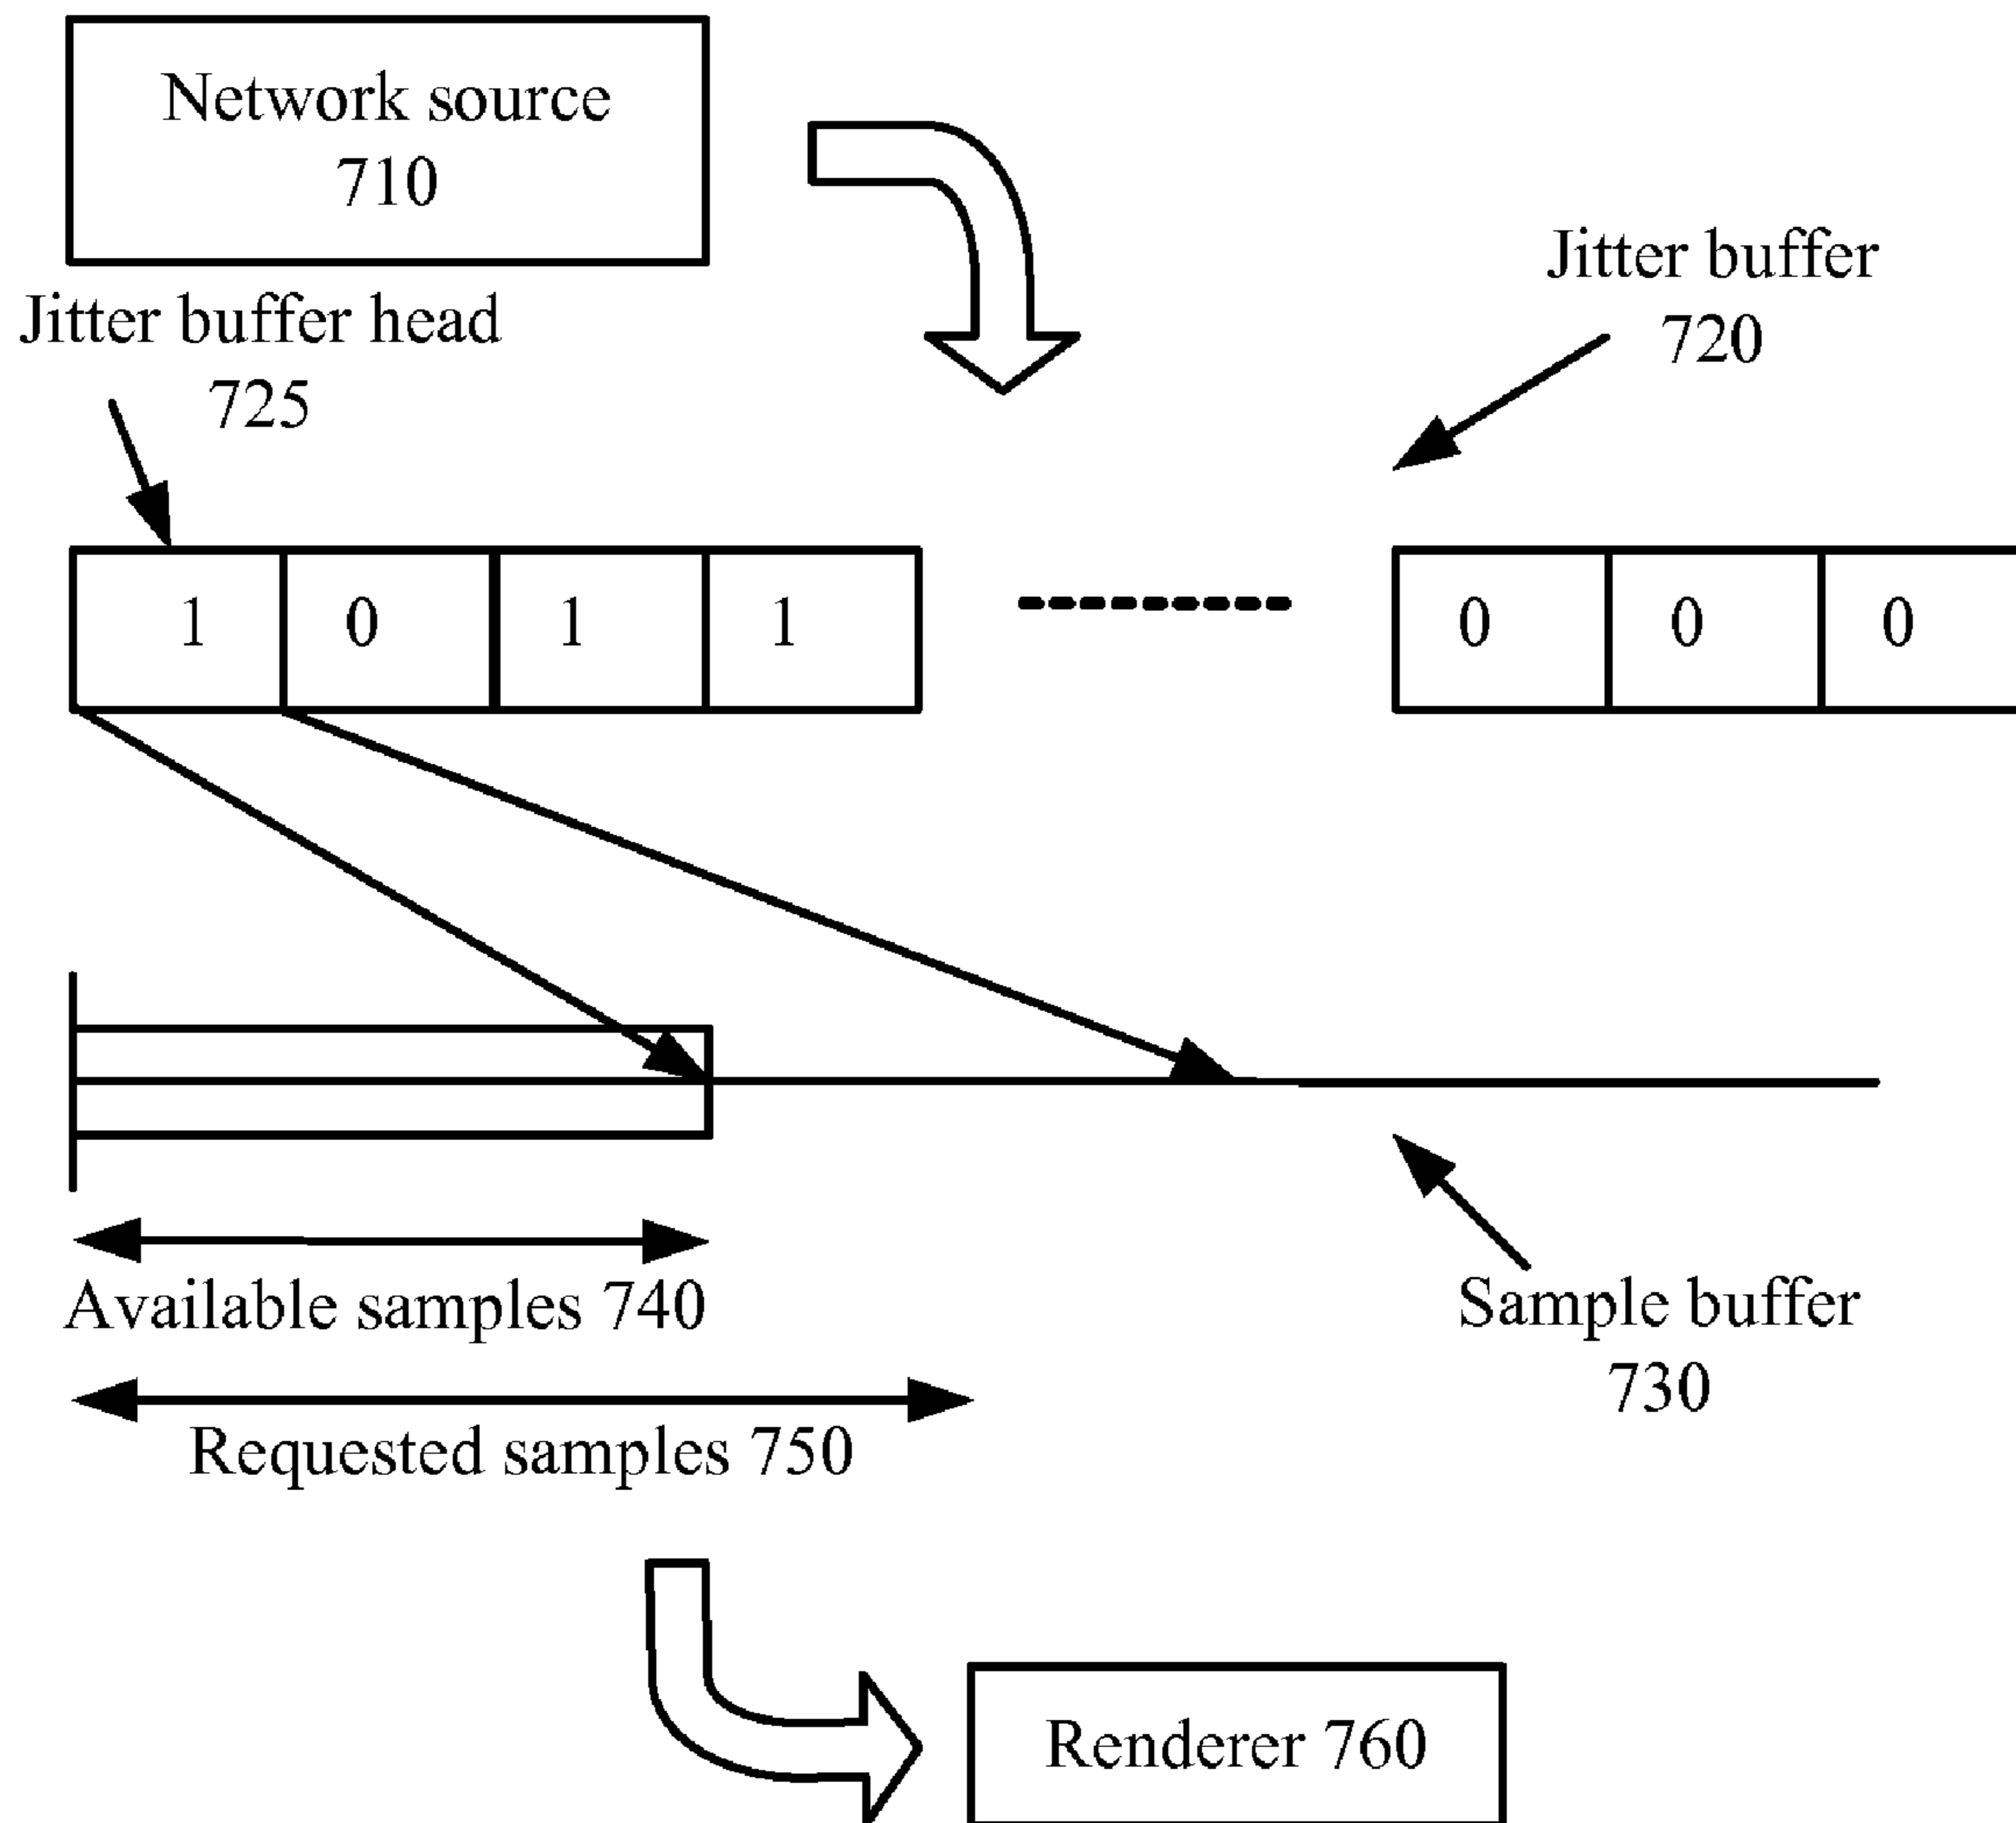 Network source
710
Jitter buffer
720
Jitter buffer head
725
1 0 1 1 0 0 0
Available samples 740
Sample buffer
730
Requested samples 750
Renderer 760